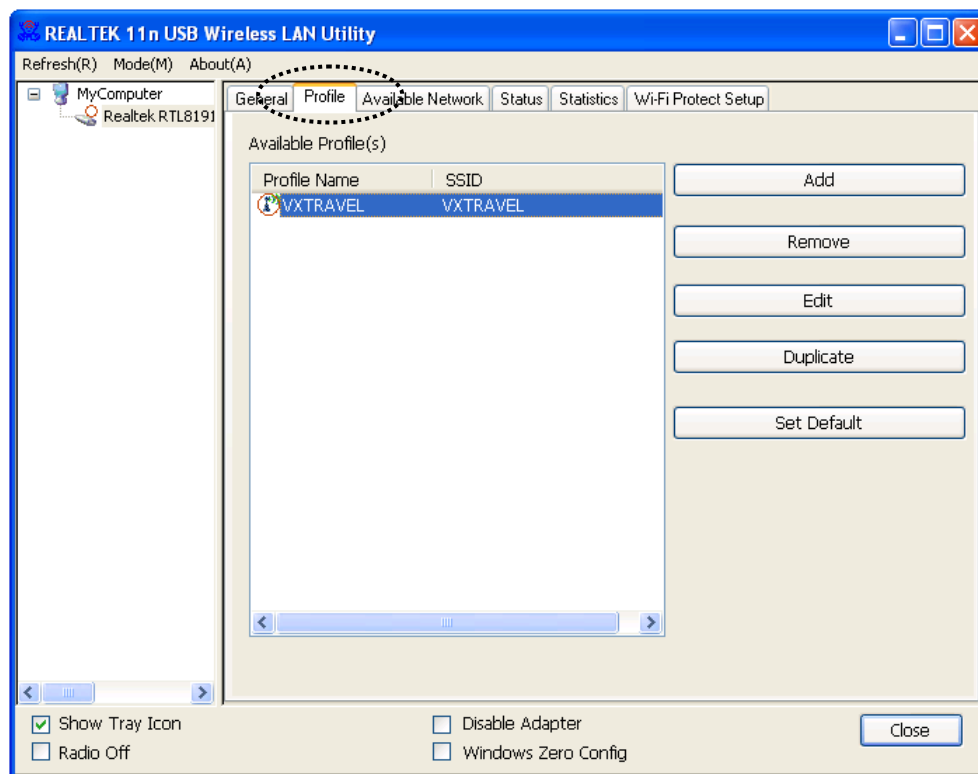 REALTEK 11n USB Wireless LAN Utility
Refresh(R) Mode(M) About(A)
MyComputer
Realtek RTL8191
General Profile Available Network Status Statistics Wi-Fi Protect Setup
Available Profile(s)
Profile Name SSID
VXTRAVEL VXTRAVEL
Add
Remove
Edit
Duplicate
Set Default
Show Tray Icon
Radio Off
Disable Adapter
Windows Zero Config
Close